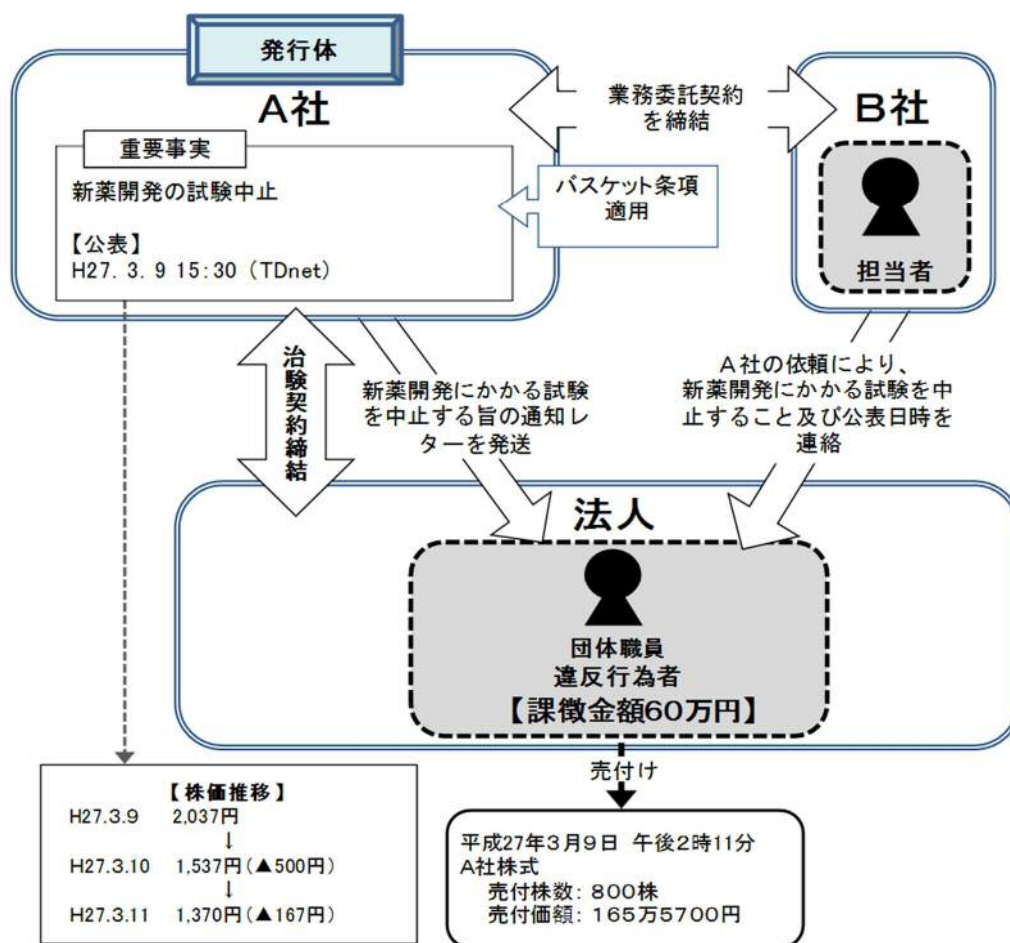 発行体
A社
重要事実
新薬開発の試験中止
【公表】
H27. 3. 9 15:30 (TDnet)
バスケット条項
適用
業務委託契約
を締結
B社
担当者
治験契約締結
新薬開発にかかる試験
を中止する旨の通知レ
ターを発送
A社の依頼により、
新薬開発にかかる試験を中
止すること及び公表日時を
連絡
法人
団体職員
違反行為者
【課徴金額60万円】
売付け
【株価推移】
H27.3.9 2,037円
↓
H27.3.10 1,537円(▲500円)
↓
H27.3.11 1,370円(▲167円)
平成27年3月9日 午後2時11分
A社株式
売付株数: 800株
売付価額: 165万5700円